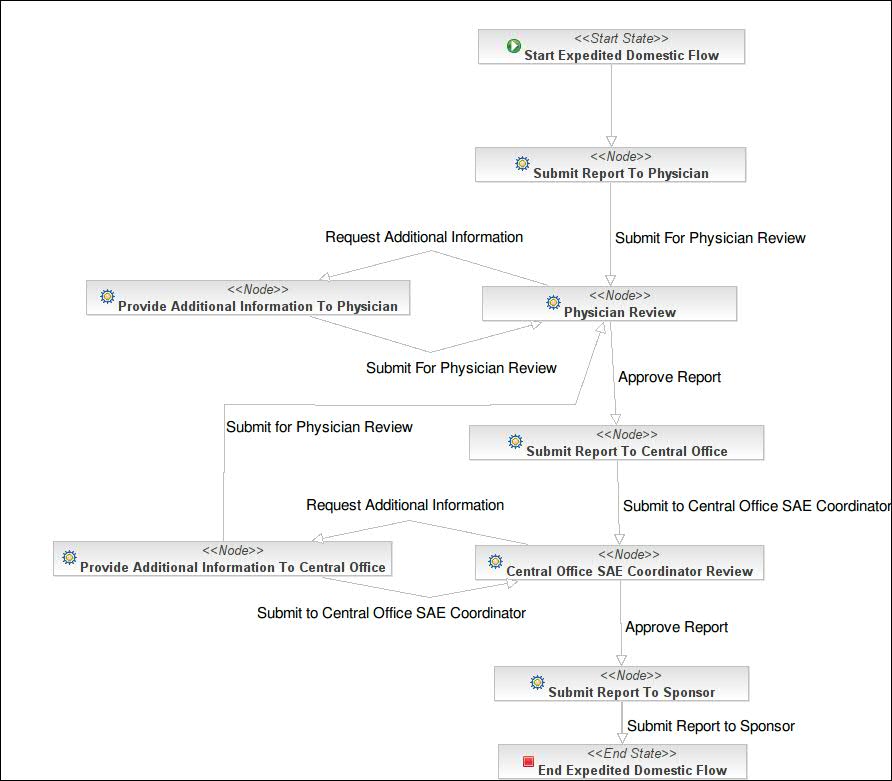 <<Start State>>
Start Expedited Domestic Flow
<<Node>>
Submit Report To Physician
Submit For Physician Review
Request Additional Information
<<Node>>
Provide Additional Information To Physician
<<Node>>
Physician Review
Submit For Physician Review
Approve Report
Submit for Physician Review
<<Node>>
Submit Report To Central Office
Request Additional Information
Submit to Central Office SAE Coordinator
<<Node>>
Provide Additional Information To Central Office
<<Node>>
Central Office SAE Coordinator Review
Submit to Central Office SAE Coordinator
Approve Report
<<Node>>
Submit Report To Sponsor
Submit Report to Sponsor
<<End State>>
End Expedited Domestic Flow